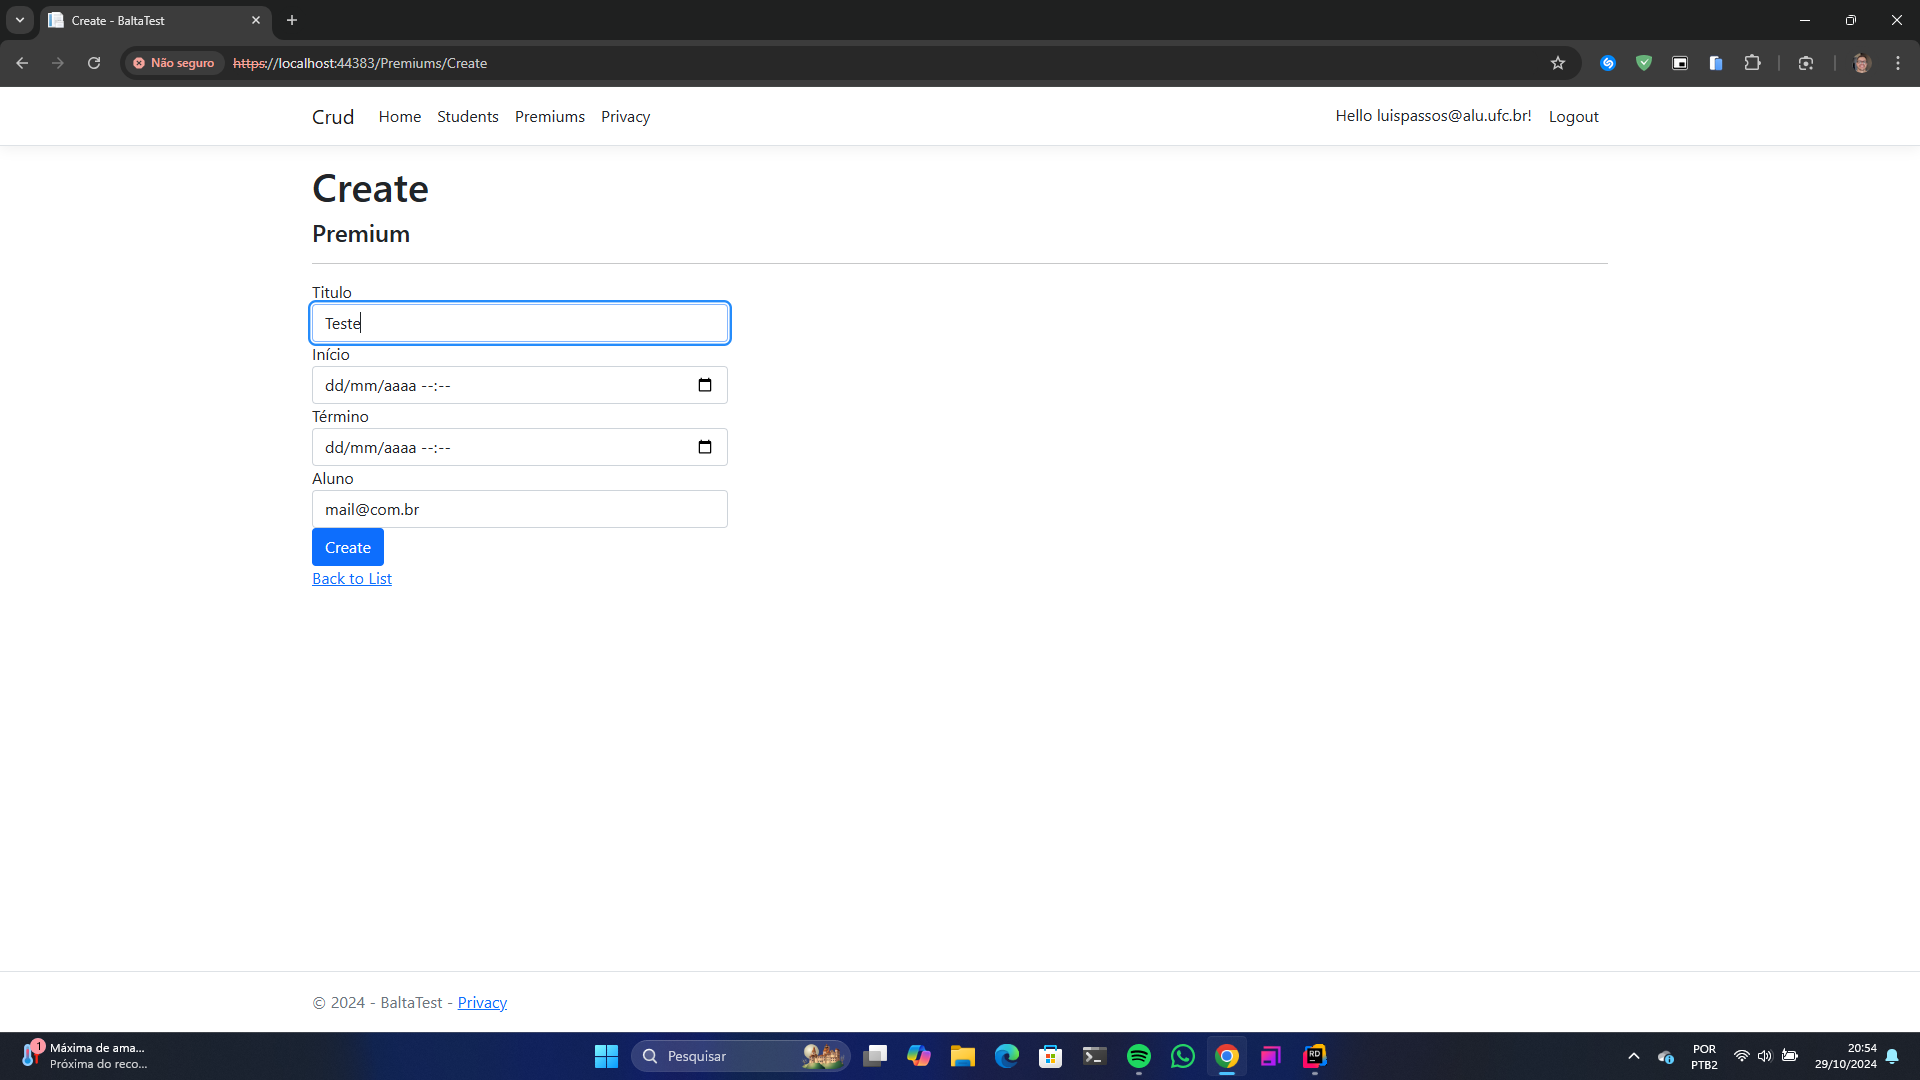 Create - BaltaTest
Não seguro
https://localhost:44383/Premiums/Create
Crud Home Students Premiums Privacy Hello luispassos@alu.ufc.br! Logout
Create
Premium
Titulo
Teste
Início
dd/mm/aaaa --:--
Término
dd/mm/aaaa --:--
Aluno
mail@com.br
Create
Back to List
© 2024 - BaltaTest - Privacy
1
Máxima de ama...
Próxima do reco...
Pesquisar
RD
POR
PTB2
20:54
29/10/2024